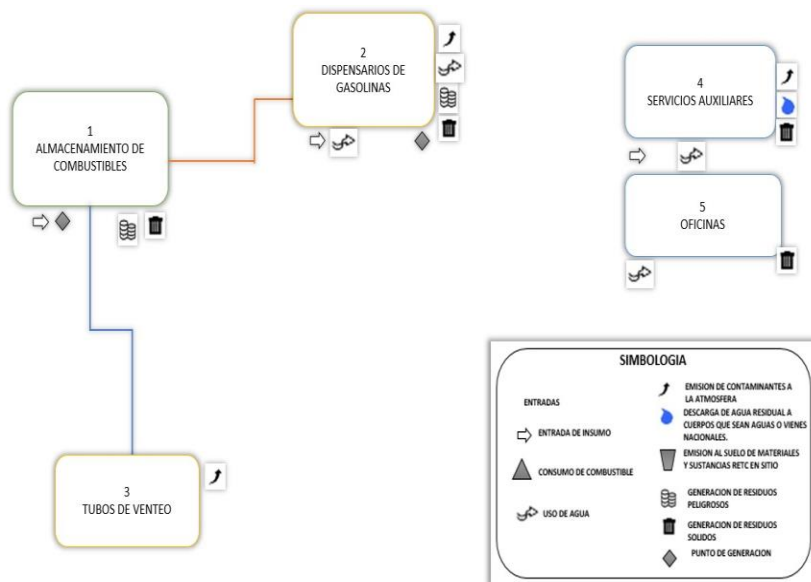 2
DISPENSARIOS DE
GASOLINAS
1
ALMACENAMIENTO DE
COMBUSTIBLES
4
SERVICIOS AUXILIARES
5
OFICINAS
3
TUBOS DE VENTEO
SIMBOLOGIA
ENTRADAS
ENTRADA DE INSUMO
CONSUMO DE COMBUSTIBLE
USO DE AGUA
EMISION DE CONTAMINANTES A
LA ATMOSFERA
DESCARGA DE AGUA RESIDUAL A
CUERPOS QUE SEAN AGUAS O VIENES
NACIONALES.
EMISION AL SUELO DE MATERIALES
Y SUSTANCIAS RETC EN SITIO
GENERACION DE RESIDUOS
PELIGROSOS
GENERACION DE RESIDUOS
SOLIDOS
PUNTO DE GENERACION